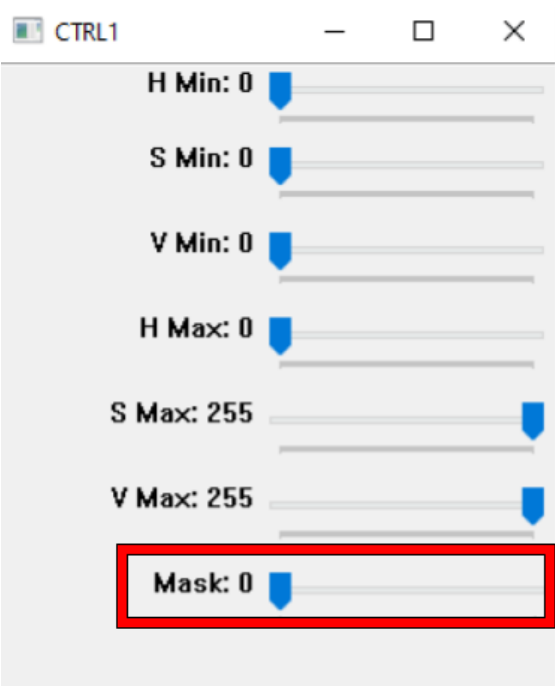 CTRL1
H Min: 0
S Min: 0
V Min: 0
H Max: 0
S Max: 255
V Max: 255
Mask: 0